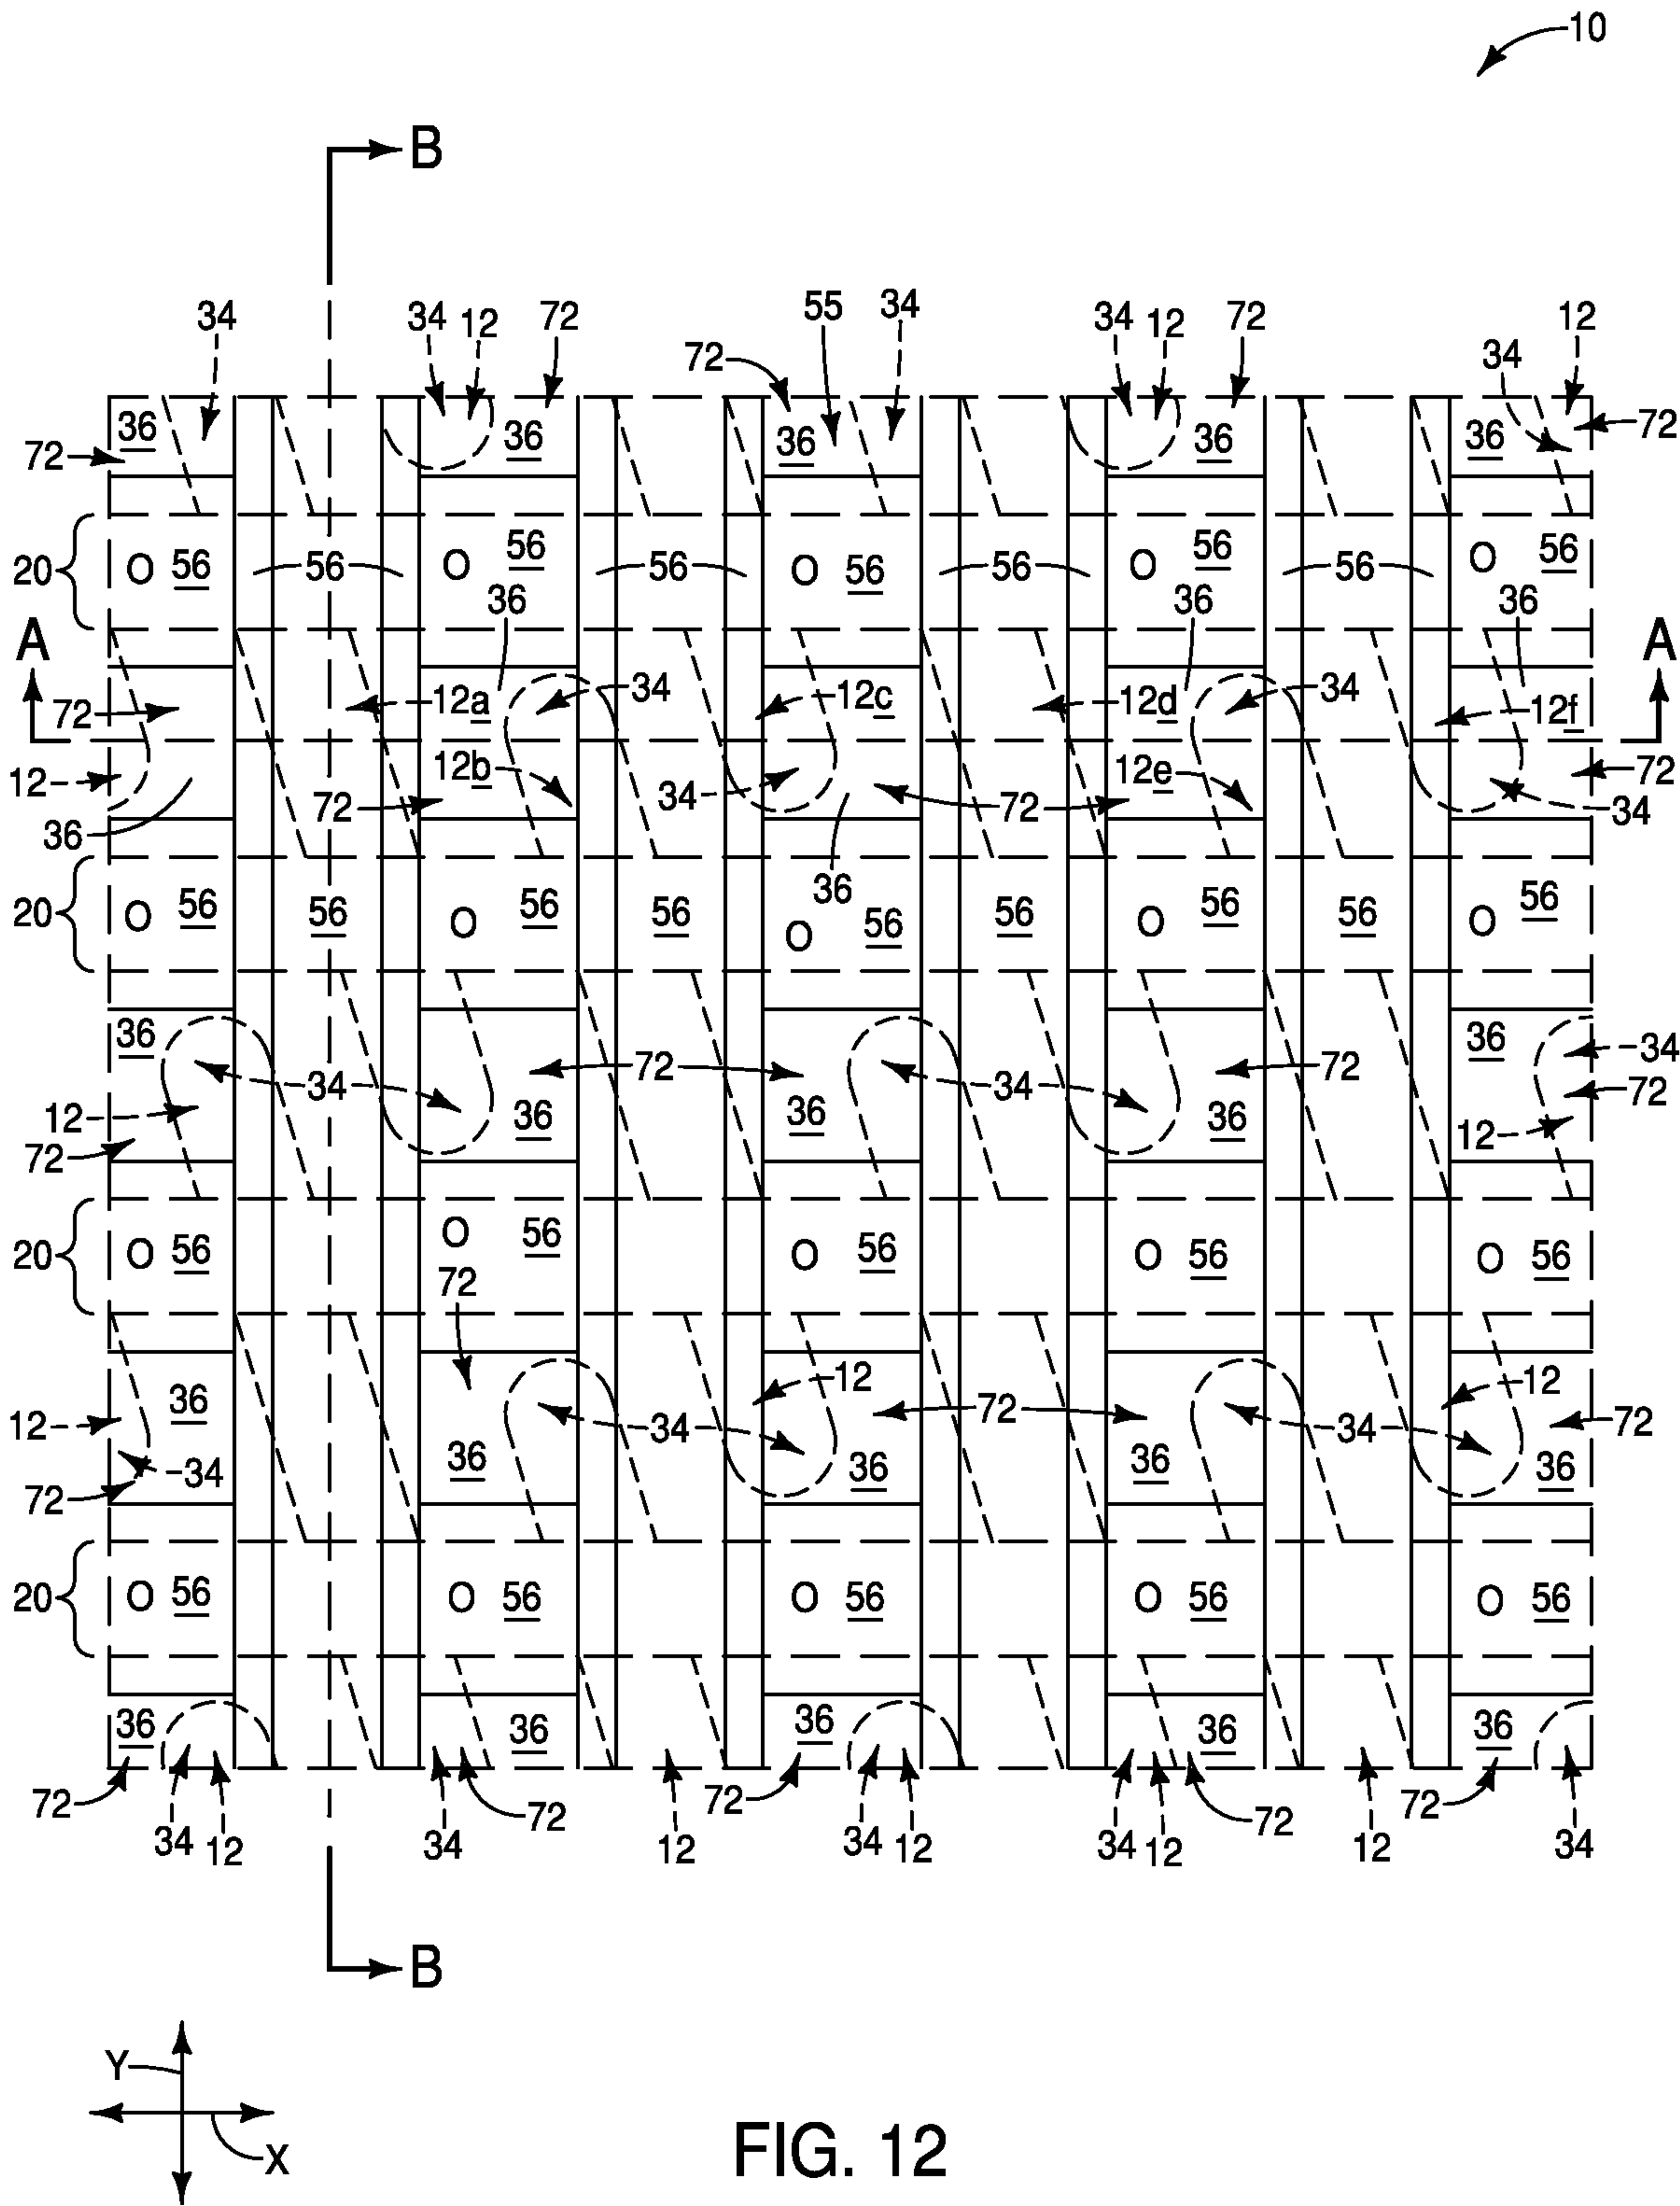 10
B
34 34 12 72 72 55 34 34 12 72 34 12
36 36 36 36 36 72
72
20 O 56 56 O 56 56 O 56 56 O 56 56 O 56
36 36 36
A A
72 12a 34 12c 12d 34 12f
12 12b 72 34 72 12e 72 34
36 36
20 O 56 56 O 56 56 O 56 56 O 56 56 O 56
36 36 34
12 34 72 34 72 72
72 36 36 36 12
20 O 56 O 56 O 56 O 56 O 56
72
36 12 12
12 34 72 34 72
34 36 36 36 36
72
20 O 56 O 56 O 56 O 56 O 56
36 36 36 36 36
72 72 72 72 72
34 12 34 12 34 12 34 12 12 34
B
Y
X
FIG. 12